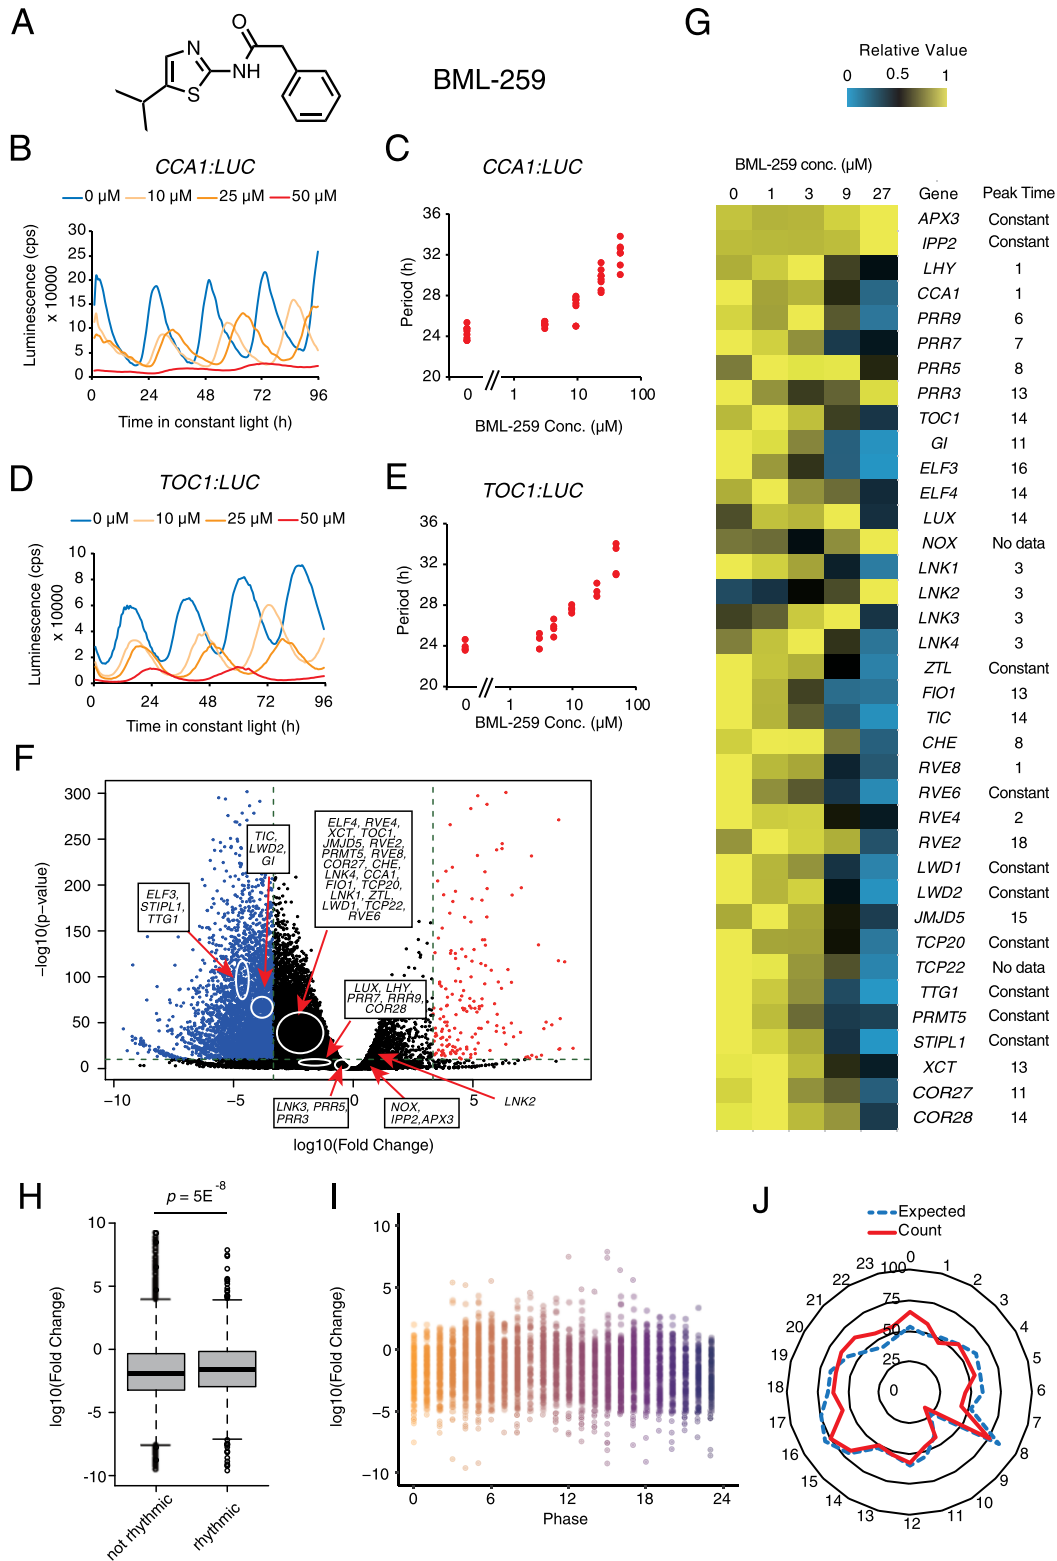 A
O
N
NH
S
BML-259
B
CCA1:LUC
0 µM 10 µM 25 µM 50 µM
Luminescence (cps)
x 10000
30
25
20
15
10
5
0
0 24 48 72 96
Time in constant light (h)
C
CCA1:LUC
Period (h)
36
32
28
24
20
0 1 10 100
BML-259 Conc. (µM)
D
TOC1:LUC
0 µM 10 µM 25 µM 50 µM
Luminescence (cps)
x 10000
10
8
6
4
2
0
0 24 48 72 96
Time in constant light (h)
E
TOC1:LUC
Period (h)
36
32
28
24
20
0 1 10 100
BML-259 Conc. (µM)
F
−log10(p−value)
300
250
200
150
100
50
0
−10 −5 0 5
log10(Fold Change)
ELF3,
STIPL1,
TTG1
TIC,
LWD2,
GI
ELF4, RVE4,
XCT, TOC1,
JMJD5, RVE2,
PRMT5, RVE8,
COR27, CHE,
LNK4, CCA1,
FIO1, TCP20,
LNK1, ZTL,
LWD1, TCP22,
RVE6
LUX, LHY,
PRR7, RRR9,
COR28
LNK3, PRR5,
PRR3
NOX,
IPP2,APX3
LNK2
G
Relative Value
0 0.5 1
BML-259 conc. (µM)
0 1 3 9 27 Gene Peak Time
APX3 Constant
IPP2 Constant
LHY 1
CCA1 1
PRR9 6
PRR7 7
PRR5 8
PRR3 13
TOC1 14
GI 11
ELF3 16
ELF4 14
LUX 14
NOX No data
LNK1 3
LNK2 3
LNK3 3
LNK4 3
ZTL Constant
FIO1 13
TIC 14
CHE 8
RVE8 1
RVE6 Constant
RVE4 2
RVE2 18
LWD1 Constant
LWD2 Constant
JMJD5 15
TCP20 Constant
TCP22 No data
TTG1 Constant
PRMT5 Constant
STIPL1 Constant
XCT 13
COR27 11
COR28 14
H
p = 5E-8
log10(Fold Change)
10
5
0
-5
-10
not rhythmic
rhythmic
I
log10(Fold Change)
10
5
0
−5
−10
0 6 12 18 24
Phase
J
Expected
Count
0
1
2
3
4
5
6
7
8
9
10
11
12
13
14
15
16
17
18
19
20
21
22
23
100
75
50
25
0